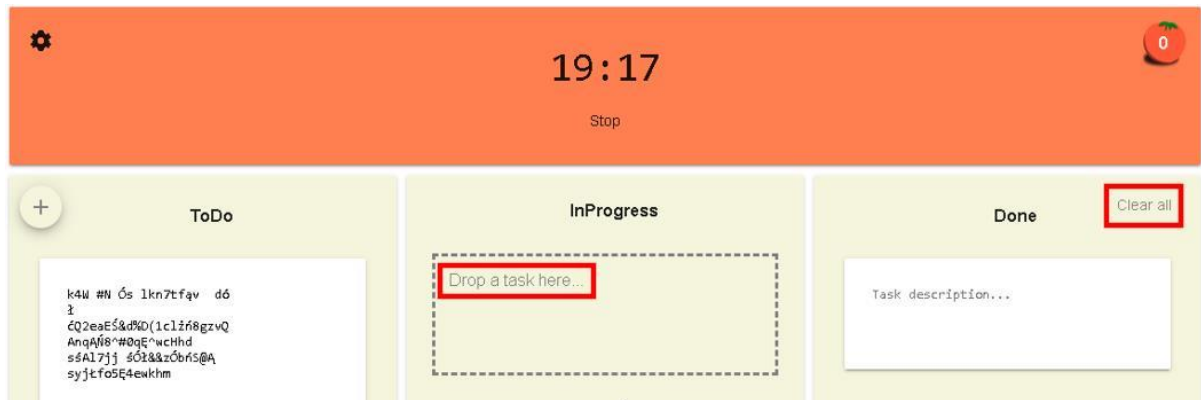 0
19:17
Stop
+
ToDo
InProgress
Done
Clear all
k4W #N Ós lkn7tfąv dó
ł
ćQ2eaEŚ&d%D(1clźń8gzvQ
AnqĄŃ8^#0qĘ^wcHhd
sśAl7jj śÓł&&zÓbńS@Ą
syjŁfo5Ę4ewkhm
Drop a task here...
Task description...